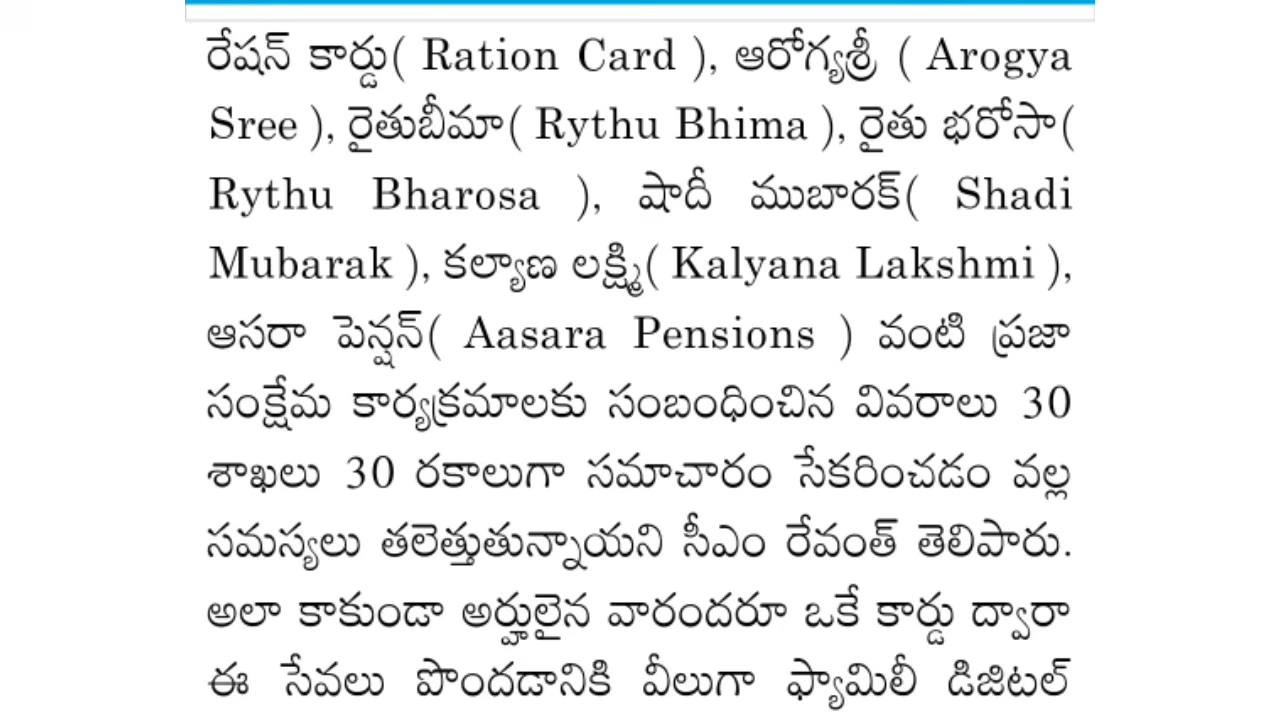 రేషన్ కార్డు( Ration Card ), ఆరోగ్యశ్రీ ( Arogya
Sree ), రైతుబీమా( Rythu Bhima ), రైతు భరోసా(
Rythu Bharosa ), షాదీ ముబారక్( Shadi
Mubarak ), కల్యాణ లక్ష్మి( Kalyana Lakshmi ),
ఆసరా పెన్షన్( Aasara Pensions ) వంటి ప్రజా
సంక్షేమ కార్యక్రమాలకు సంబంధించిన వివరాలు 30
శాఖలు 30 రకాలుగా సమాచారం సేకరించడం వల్ల
సమస్యలు తలెత్తుతున్నాయని సీఎం రేవంత్ తెలిపారు.
అలా కాకుండా అర్హులైన వారందరూ ఒకే కార్డు ద్వారా
ఈ సేవలు పొందడానికి వీలుగా ఫ్యామిలీ డిజిటల్